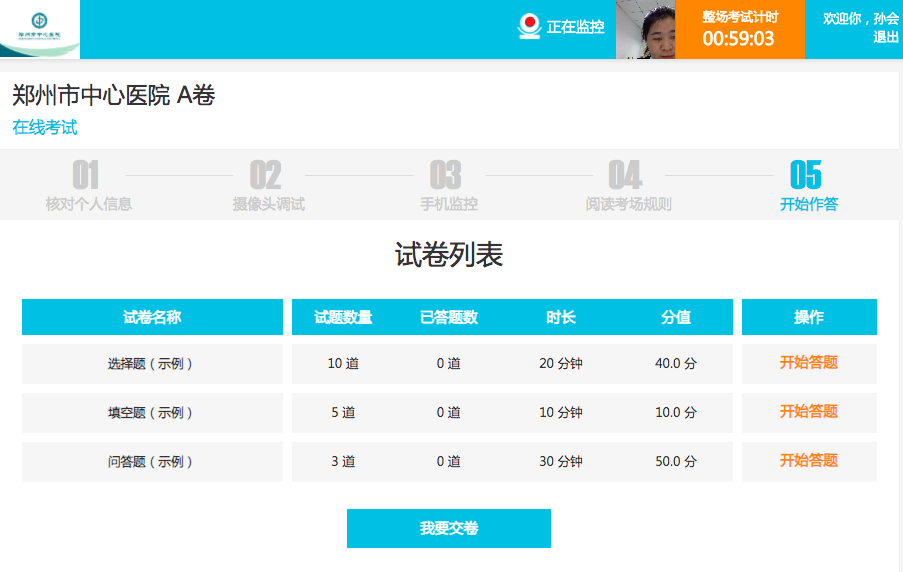 郑州市中心医院
正在监控
整场考试计时
00:59:03
欢迎你，孙会
退出
郑州市中心医院 A卷
在线考试
01 02 03 04 05
核对个人信息 摄像头调试 手机监控 阅读考场规则 开始作答
试卷列表
试卷名称 试题数量 已答题数 时长 分值 操作
选择题（示例） 10 道 0 道 20 分钟 40.0 分 开始答题
填空题（示例） 5 道 0 道 10 分钟 10.0 分 开始答题
问答题（示例） 3 道 0 道 30 分钟 50.0 分 开始答题
我要交卷